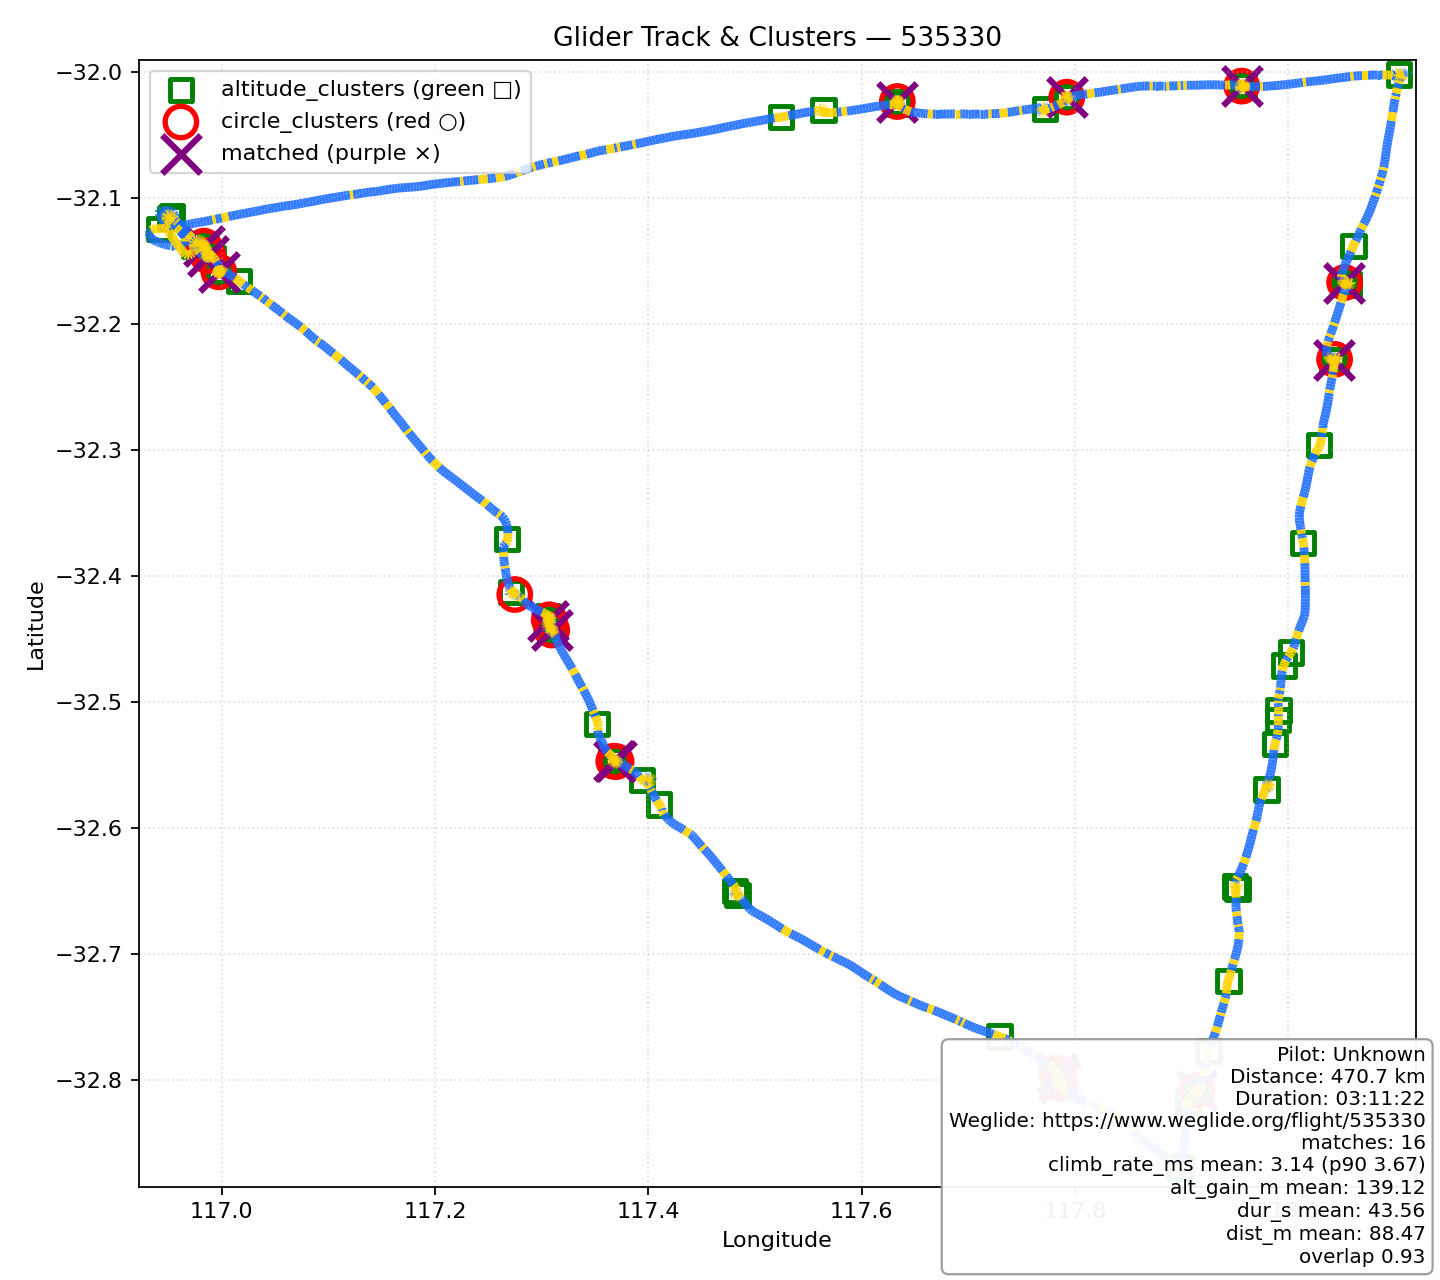 Glider Track & Clusters — 535330
altitude_clusters (green □)
circle_clusters (red ○)
matched (purple ×)
−32.0
−32.1
−32.2
−32.3
−32.4
−32.5
−32.6
−32.7
−32.8
Latitude
117.0
117.2
117.4
117.6
117.8
Longitude
Pilot: Unknown
Distance: 470.7 km
Duration: 03:11:22
Weglide: https://www.weglide.org/flight/535330
matches: 16
climb_rate_ms mean: 3.14 (p90 3.67)
alt_gain_m mean: 139.12
dur_s mean: 43.56
dist_m mean: 88.47
overlap 0.93